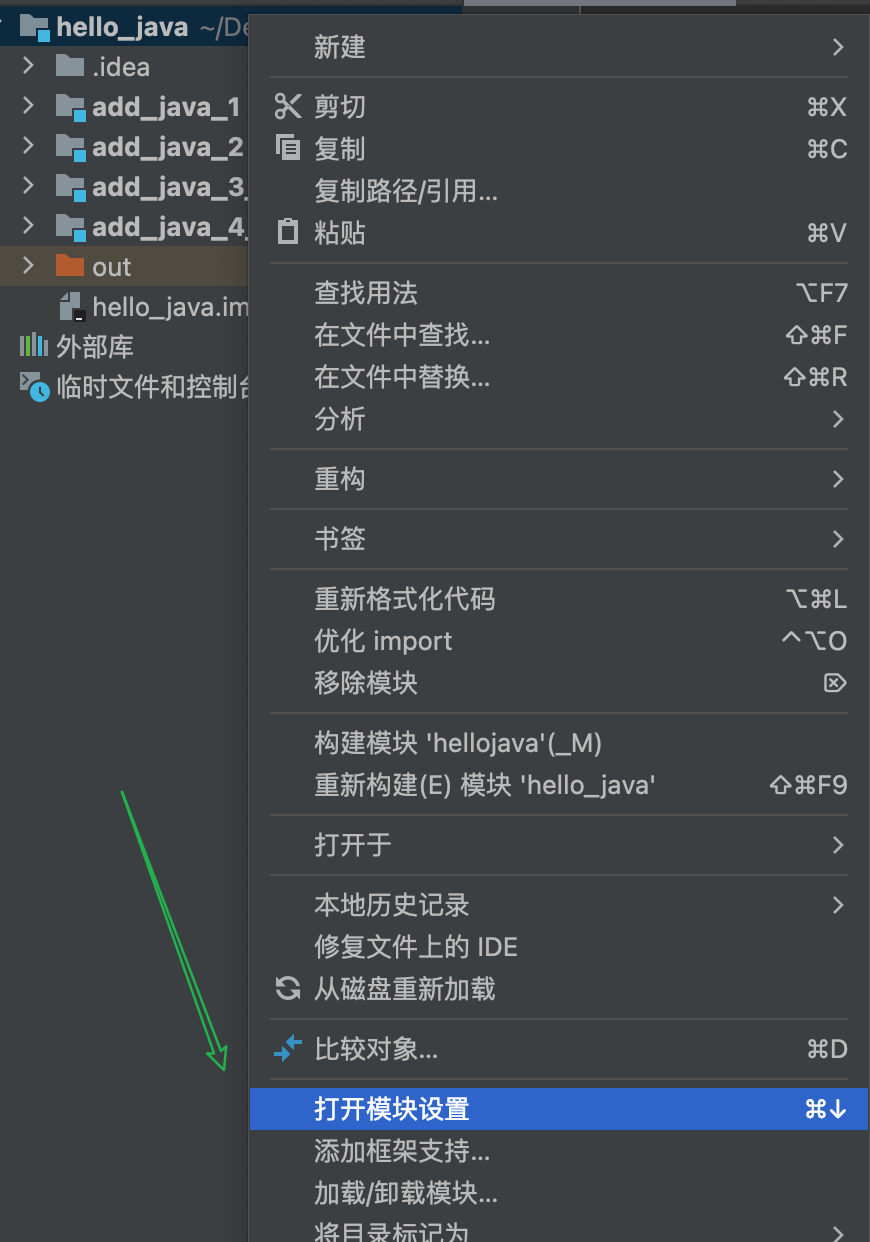 hello_java ~/De
.idea
add_java_1
add_java_2
add_java_3_
add_java_4_
out
hello_java.im
外部库
临时文件和控制台
新建
剪切 ⌘X
复制 ⌘C
复制路径/引用...
粘贴 ⌘V
查找用法 ⌥F7
在文件中查找... ⇧⌘F
在文件中替换... ⇧⌘R
分析
重构
书签
重新格式化代码 ⌥⌘L
优化 import ^⌥O
移除模块 ⌦
构建模块 'hellojava'(_M)
重新构建(E) 模块 'hello_java' ⇧⌘F9
打开于
本地历史记录
修复文件上的 IDE
从磁盘重新加载
比较对象... ⌘D
打开模块设置 ⌘↓
添加框架支持...
加载/卸载模块...
将目录标记为